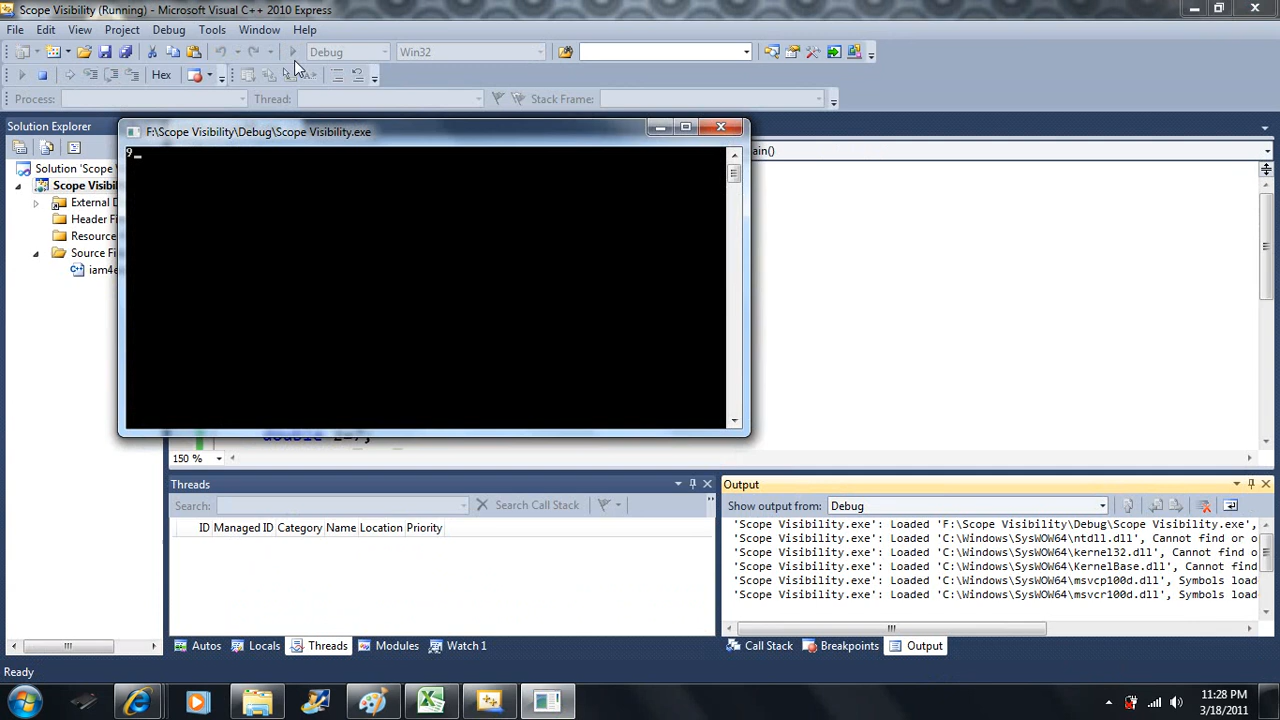 Scope Visibility (Running) - Microsoft Visual C++ 2010 Express
File Edit View Project Debug Tools Window Help
Debug Win32
Hex
Process: Thread: Stack Frame:
Solution Explorer
F:\Scope Visibility\Debug\Scope Visibility.exe
ain()
9_
Solution 'Scope
Scope Visibil
External D
Header Fi
Resource
Source Fi
iam4e
double z=7;
150 %
Threads
Search: Search Call Stack
ID Managed ID Category Name Location Priority
Output
Show output from: Debug
'Scope Visibility.exe': Loaded 'F:\Scope Visibility\Debug\Scope Visibility.exe',
'Scope Visibility.exe': Loaded 'C:\Windows\SysWOW64\ntdll.dll', Cannot find or o
'Scope Visibility.exe': Loaded 'C:\Windows\SysWOW64\kernel32.dll', Cannot find
'Scope Visibility.exe': Loaded 'C:\Windows\SysWOW64\KernelBase.dll', Cannot find
'Scope Visibility.exe': Loaded 'C:\Windows\SysWOW64\msvcp100d.dll', Symbols load
'Scope Visibility.exe': Loaded 'C:\Windows\SysWOW64\msvcr100d.dll', Symbols load
Autos Locals Threads Modules Watch 1
Call Stack Breakpoints Output
Ready
11:28 PM
3/18/2011